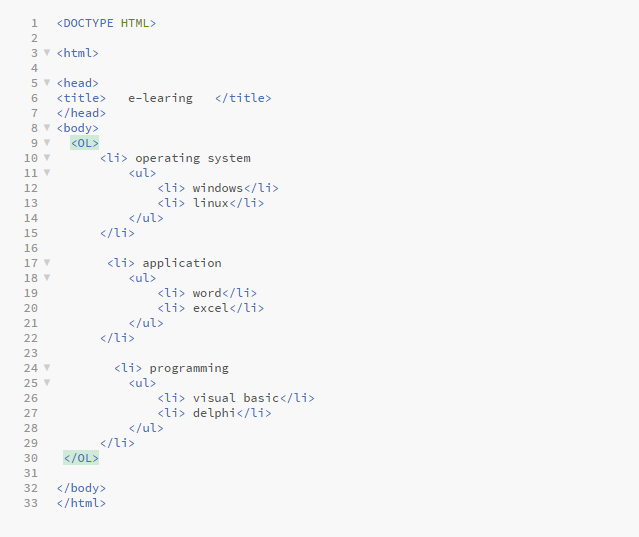 1 <DOCTYPE HTML>
2
3 <html>
4
5 <head>
6 <title>   e-learing   </title>
7 </head>
8 <body>
9   <OL>
10       <li> operating system
11           <ul>
12               <li> windows</li>
13               <li> linux</li>
14           </ul>
15       </li>
16
17        <li> application
18           <ul>
19               <li> word</li>
20               <li> excel</li>
21           </ul>
22       </li>
23
24         <li> programming
25           <ul>
26               <li> visual basic</li>
27               <li> delphi</li>
28           </ul>
29       </li>
30  </OL>
31
32 </body>
33 </html>